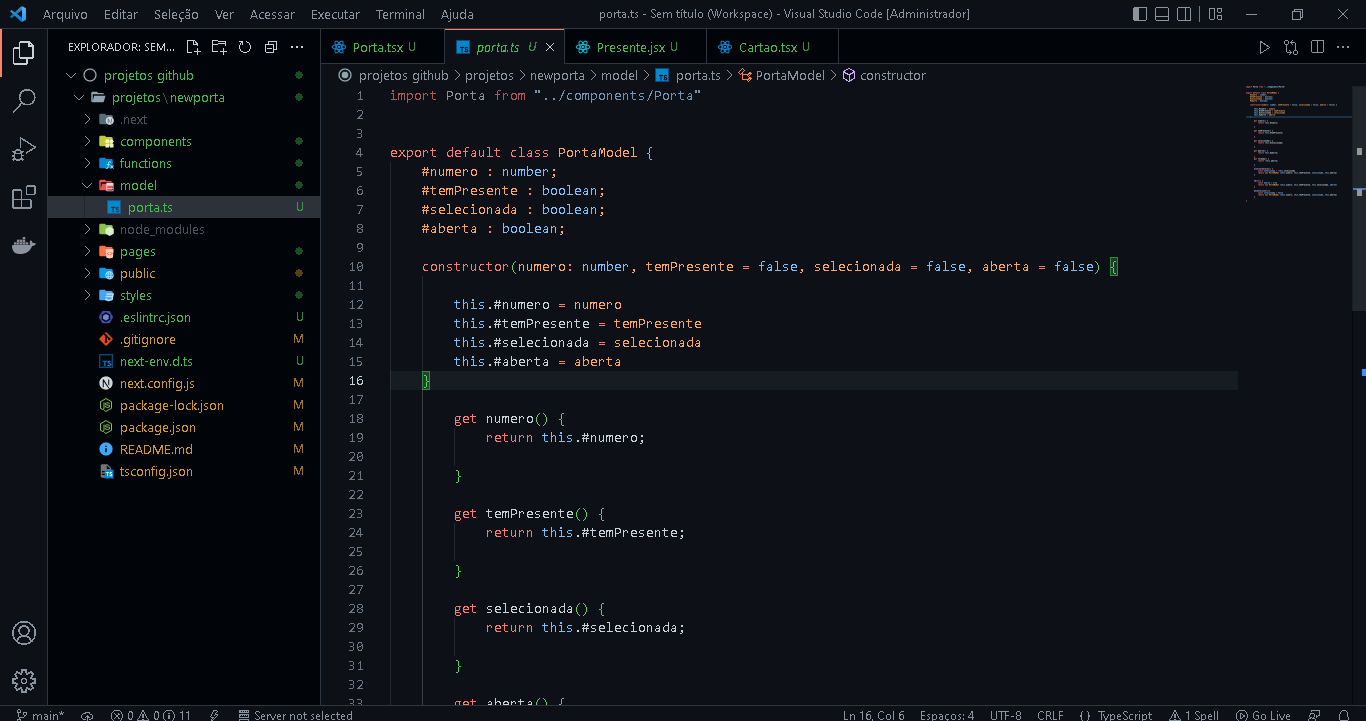 Arquivo Editar Seleção Ver Acessar Executar Terminal Ajuda porta.ts - Sem título (Workspace) - Visual Studio Code [Administrador]
EXPLORADOR: SEM...
projetos github
projetos \ newporta
.next
components
functions
model
porta.ts U
node_modules
pages
public
styles
.eslintrc.json U
.gitignore M
next-env.d.ts U
next.config.js M
package-lock.json M
package.json M
README.md M
tsconfig.json M
Porta.tsx U porta.ts U Presente.jsx U Cartao.tsx U
projetos github > projetos > newporta > model > porta.ts > PortaModel > constructor
1 import Porta from "../components/Porta"
2
3
4 export default class PortaModel {
5 #numero : number;
6 #temPresente : boolean;
7 #selecionada : boolean;
8 #aberta : boolean;
9
10 constructor(numero: number, temPresente = false, selecionada = false, aberta = false) {
11
12 this.#numero = numero
13 this.#temPresente = temPresente
14 this.#selecionada = selecionada
15 this.#aberta = aberta
16 }
17
18 get numero() {
19 return this.#numero;
20
21 }
22
23 get temPresente() {
24 return this.#temPresente;
25
26 }
27
28 get selecionada() {
29 return this.#selecionada;
30
31 }
32
33 get aberta() {
main* 0 0 11 Server not selected Ln 16, Col 6 Espaços: 4 UTF-8 CRLF {} TypeScript 1 Spell Go Live